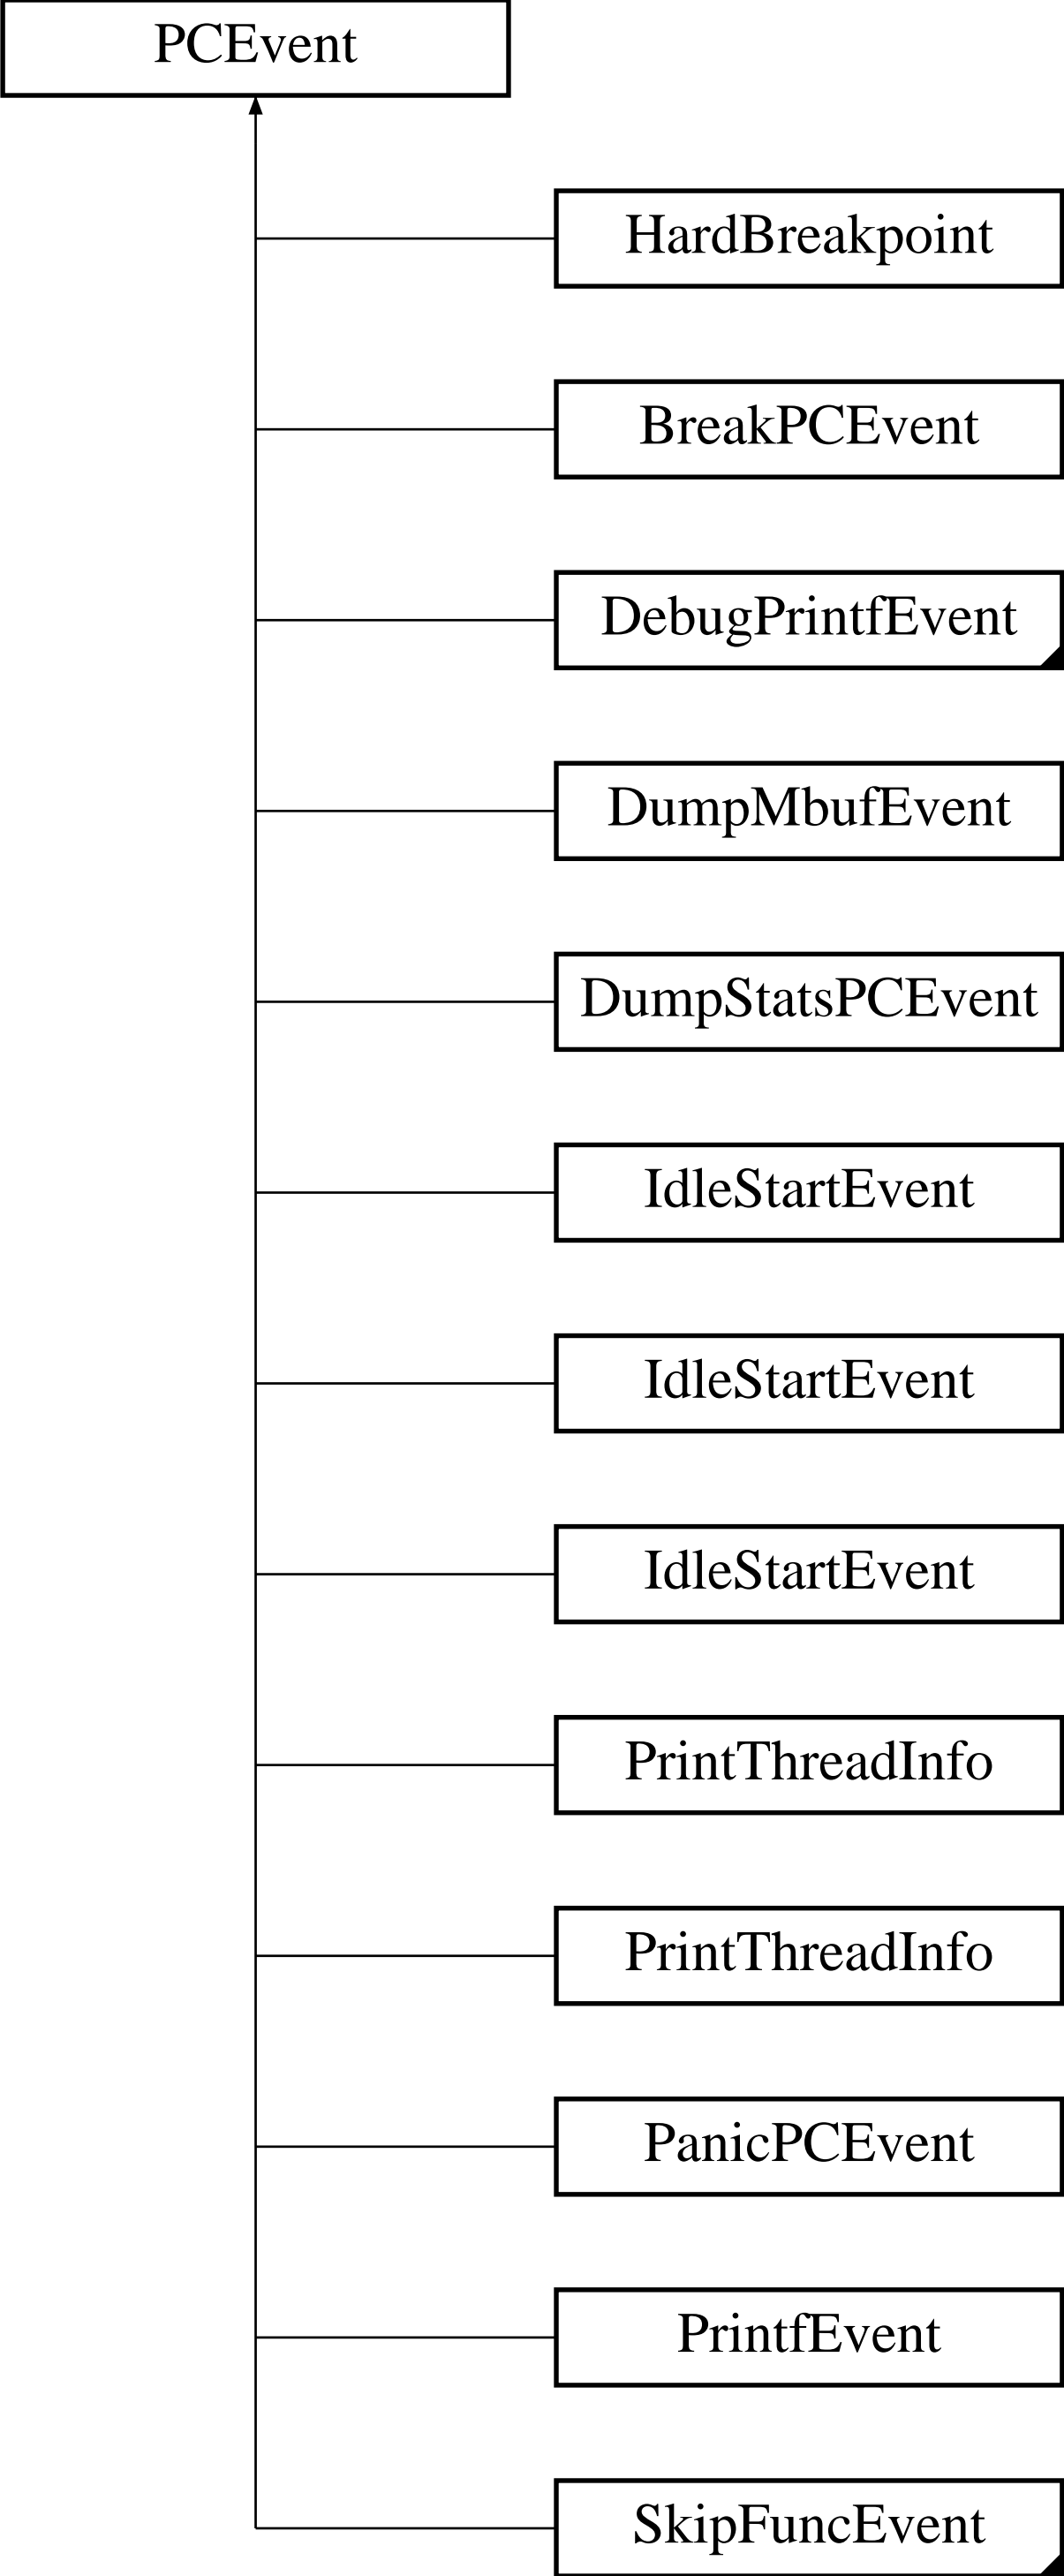 PCEvent
HardBreakpoint
BreakPCEvent
DebugPrintfEvent
DumpMbufEvent
DumpStatsPCEvent
IdleStartEvent
IdleStartEvent
IdleStartEvent
PrintThreadInfo
PrintThreadInfo
PanicPCEvent
PrintfEvent
SkipFuncEvent